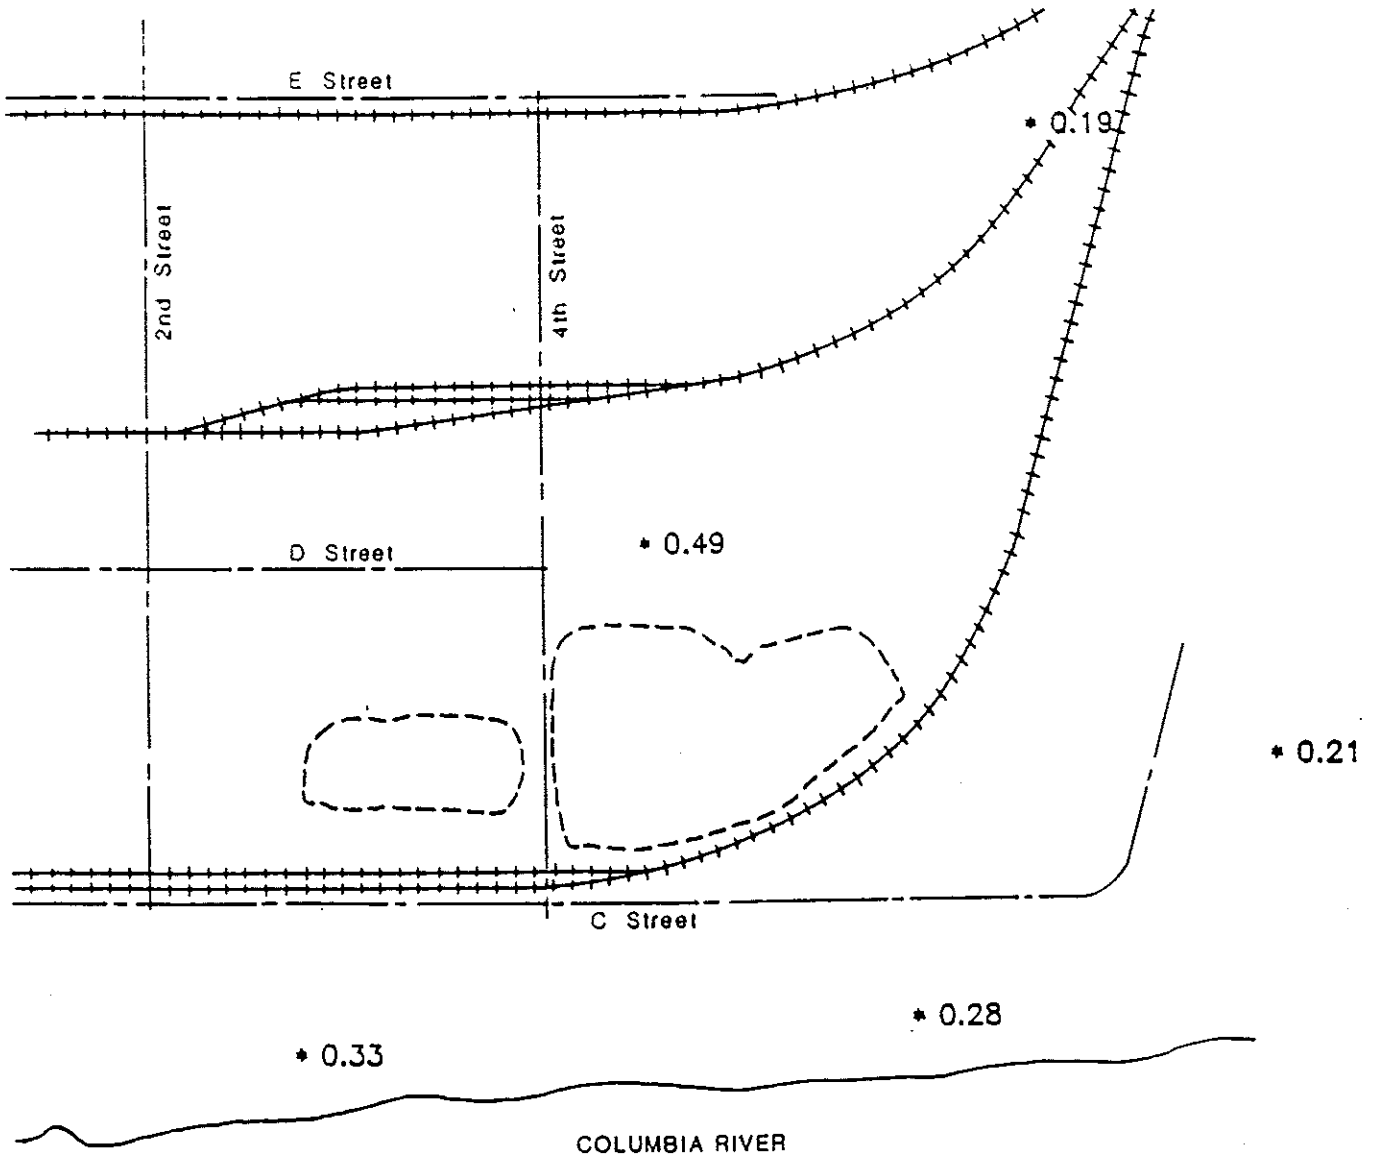 E Street
* 0.19
2nd Street
4th Street
* 0.49
D Street
* 0.21
C Street
* 0.28
* 0.33
COLUMBIA RIVER